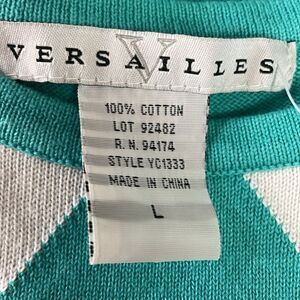 VERSAILLES
100% COTTON
LOT 92482
R. N. 94174
STYLE YC1333
MADE IN CHINA
L